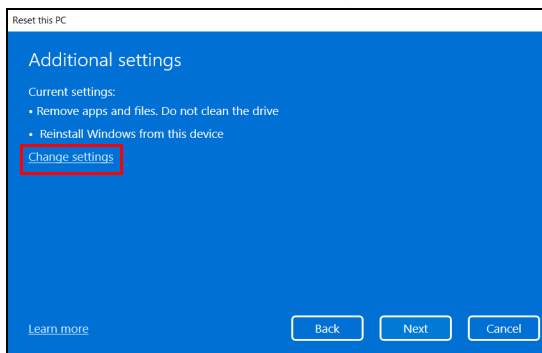 Reset this PC
Additional settings
Current settings:
▪ Remove apps and files. Do not clean the drive
▪ Reinstall Windows from this device
Change settings
Learn more
Back
Next
Cancel